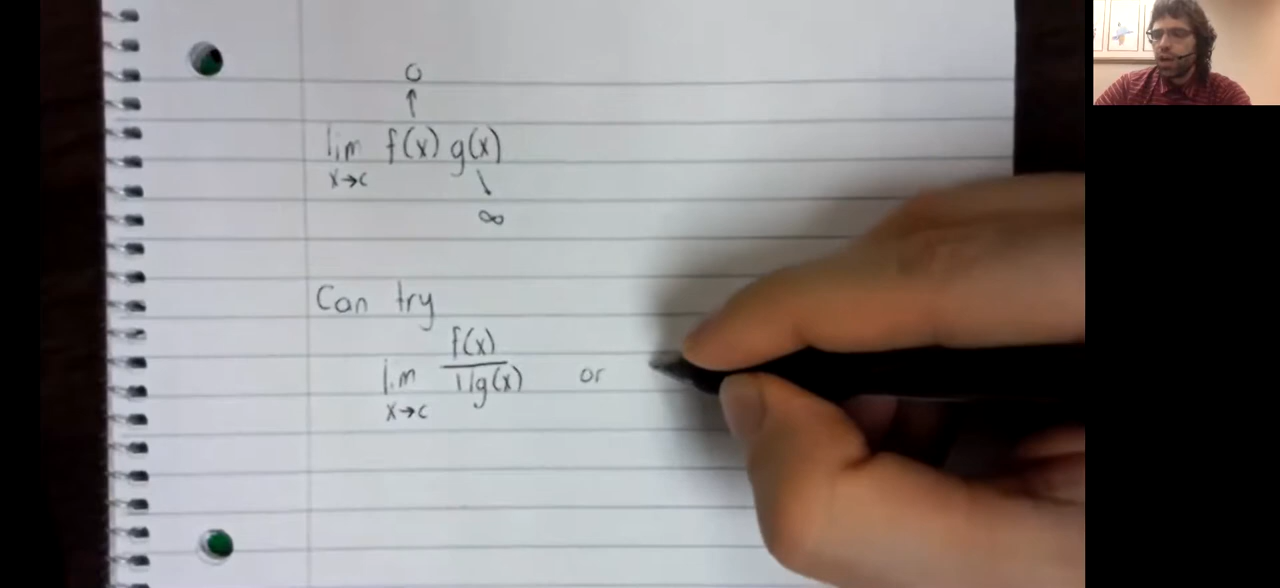 0
↑
lim f(x) g(x)
x→c
∞
Can try
lim f(x)/(1/g(x)) or
x→c